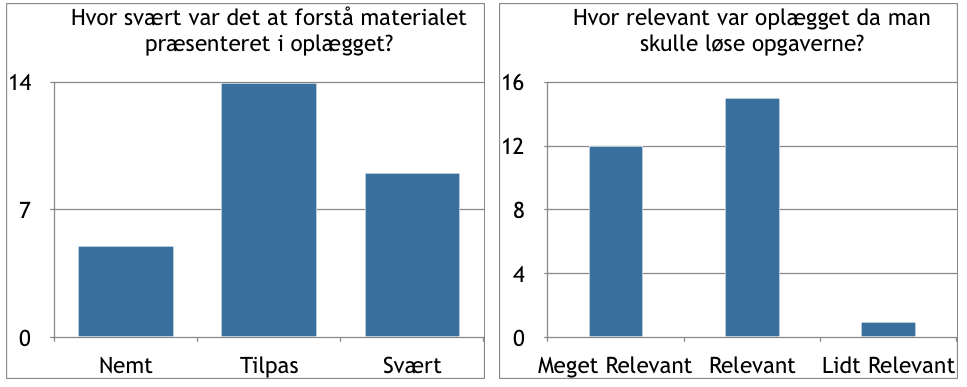 Hvor svært var det at forstå materialet
præsenteret i oplægget?
14
7
0
Nemt Tilpas Svært
Hvor relevant var oplægget da man
skulle løse opgaverne?
16
12
8
4
0
Meget Relevant Relevant Lidt Relevant